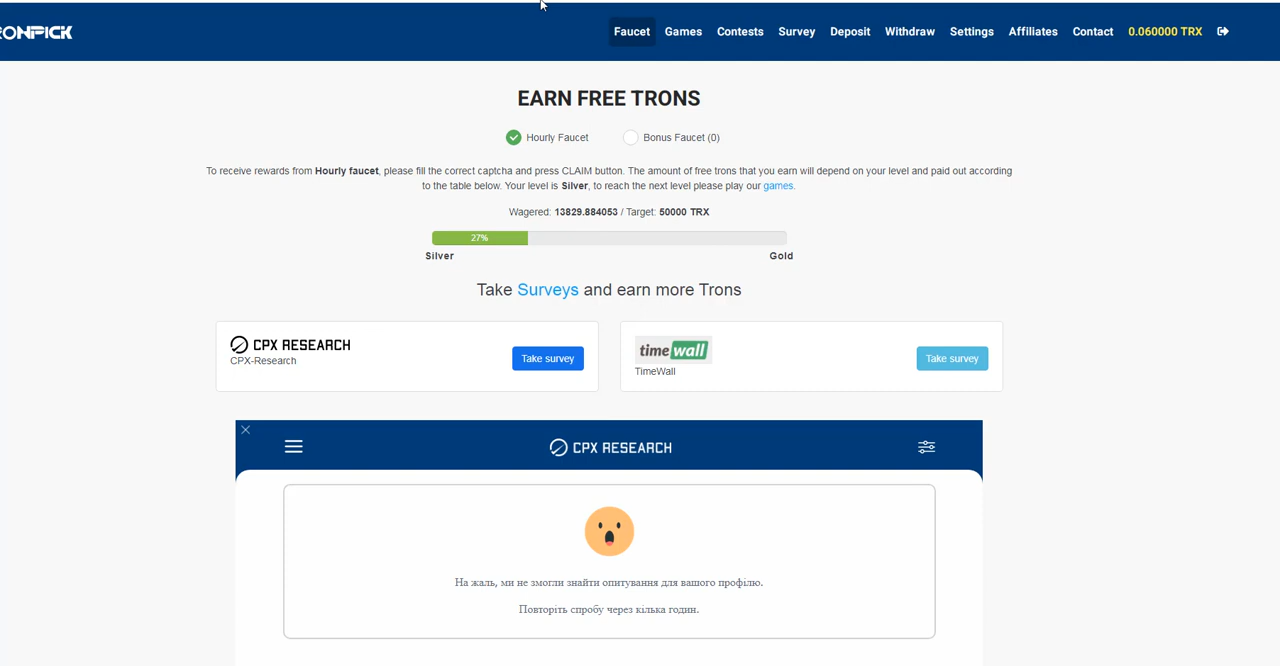 RONPICK
Faucet Games Contests Survey Deposit Withdraw Settings Affiliates Contact 0.060000 TRX
EARN FREE TRONS
Hourly Faucet Bonus Faucet (0)
To receive rewards from Hourly faucet, please fill the correct captcha and press CLAIM button. The amount of free trons that you earn will depend on your level and paid out according
to the table below. Your level is Silver, to reach the next level please play our games.
Wagered: 13829.884053 / Target: 50000 TRX
27%
Silver Gold
Take Surveys and earn more Trons
CPX RESEARCH
CPX-Research
Take survey
time wall
TimeWall
Take survey
CPX RESEARCH
На жаль, ми не змогли знайти опитування для вашого профілю.
Повторіть спробу через кілька годин.